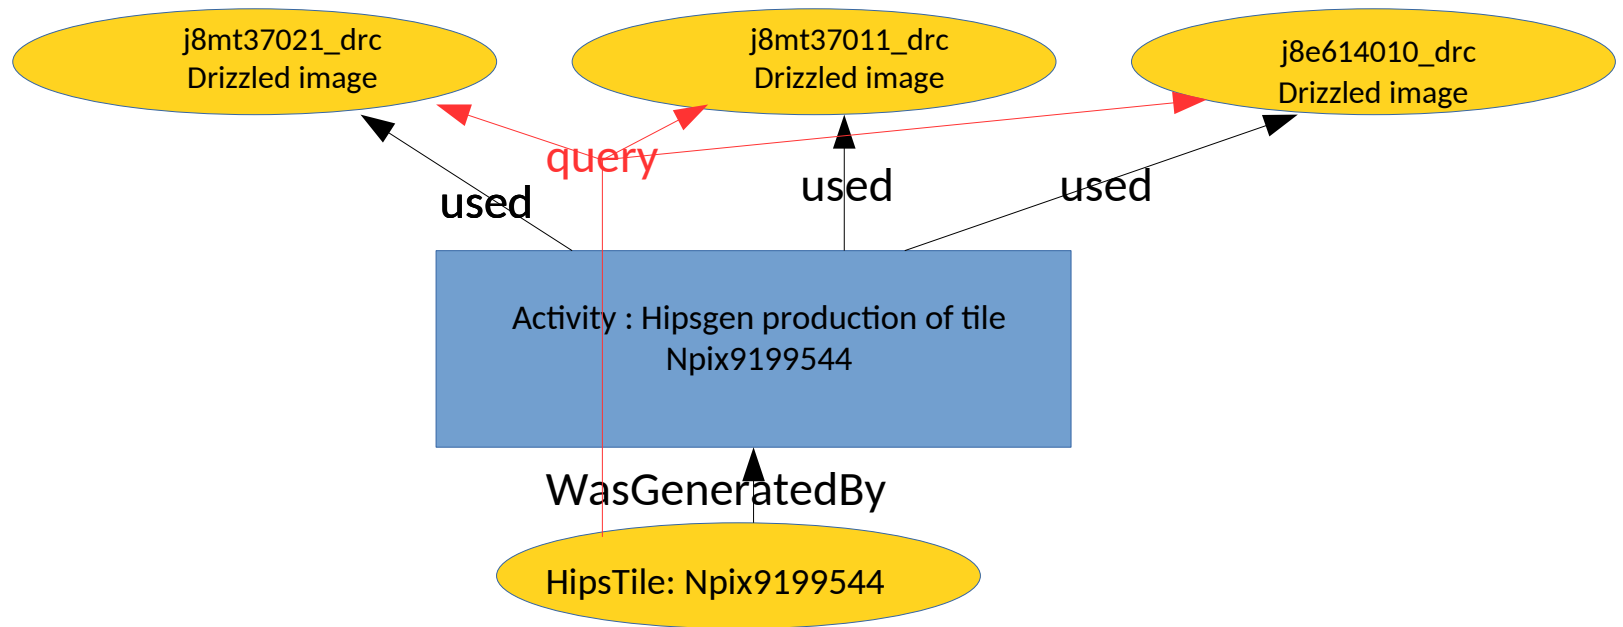 j8mt37021_drc
Drizzled image
j8mt37011_drc
Drizzled image
j8e614010_drc
Drizzled image
query
used
used
used
Activity : Hipsgen production of tile
Npix9199544
WasGeneratedBy
HipsTile: Npix9199544